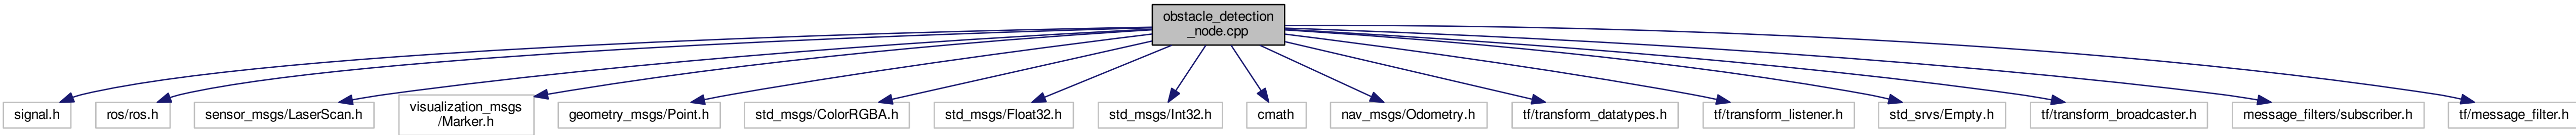 obstacle_detection
_node.cpp
signal.h
ros/ros.h
sensor_msgs/LaserScan.h
visualization_msgs
/Marker.h
geometry_msgs/Point.h
std_msgs/ColorRGBA.h
std_msgs/Float32.h
std_msgs/Int32.h
cmath
nav_msgs/Odometry.h
tf/transform_datatypes.h
tf/transform_listener.h
std_srvs/Empty.h
tf/transform_broadcaster.h
message_filters/subscriber.h
tf/message_filter.h